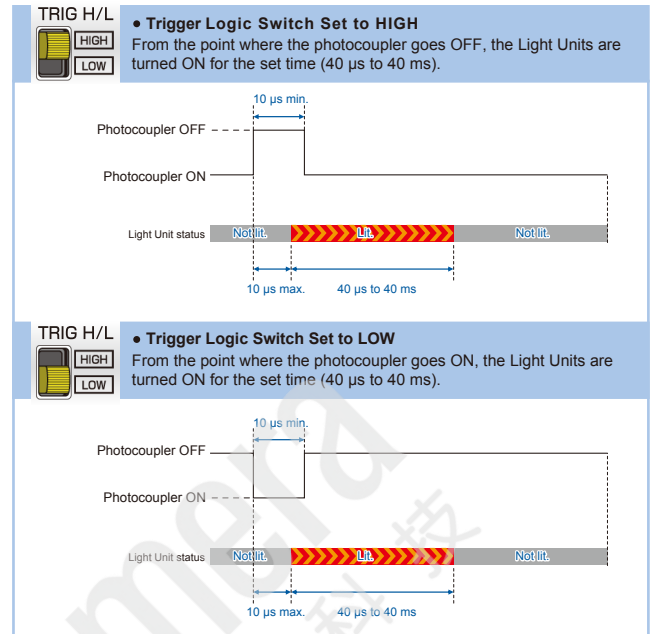 TRIG H/L
HIGH
LOW
● Trigger Logic Switch Set to HIGH
From the point where the photocoupler goes OFF, the Light Units are
turned ON for the set time (40 µs to 40 ms).
10 µs min.
Photocoupler OFF
Photocoupler ON
Light Unit status Not lit. Lit. Not lit.
10 µs max. 40 µs to 40 ms
TRIG H/L
HIGH
LOW
● Trigger Logic Switch Set to LOW
From the point where the photocoupler goes ON, the Light Units are
turned ON for the set time (40 µs to 40 ms).
10 µs min.
Photocoupler OFF
Photocoupler ON
Light Unit status Not lit. Lit. Not lit.
10 µs max. 40 µs to 40 ms
mera
科技